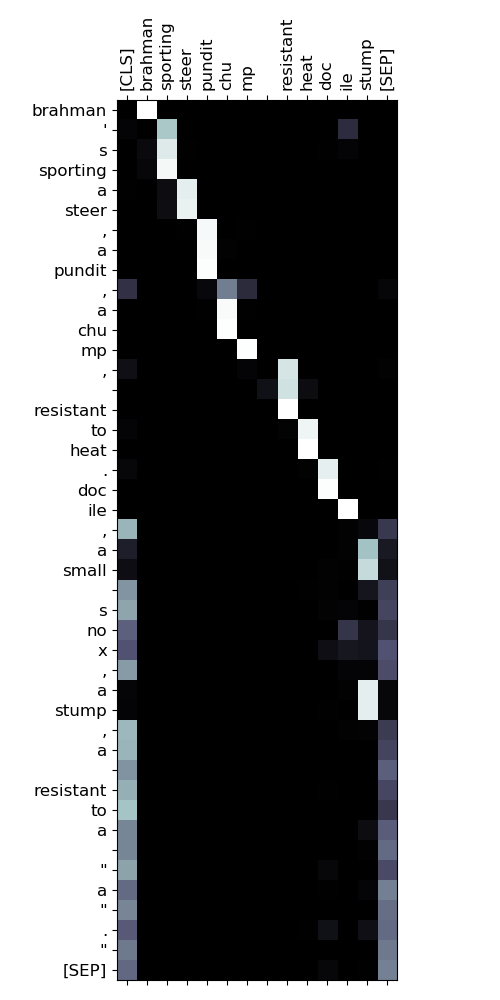 [CLS]
brahman
sporting
steer
pundit
chu
mp
resistant
heat
doc
ile
stump
[SEP]
brahman
'
s
sporting
a
steer
,
a
pundit
,
a
chu
mp
,
resistant
to
heat
.
doc
ile
,
a
small
s
no
x
,
a
stump
,
a
resistant
to
a
"
a
"
.
"
[SEP]